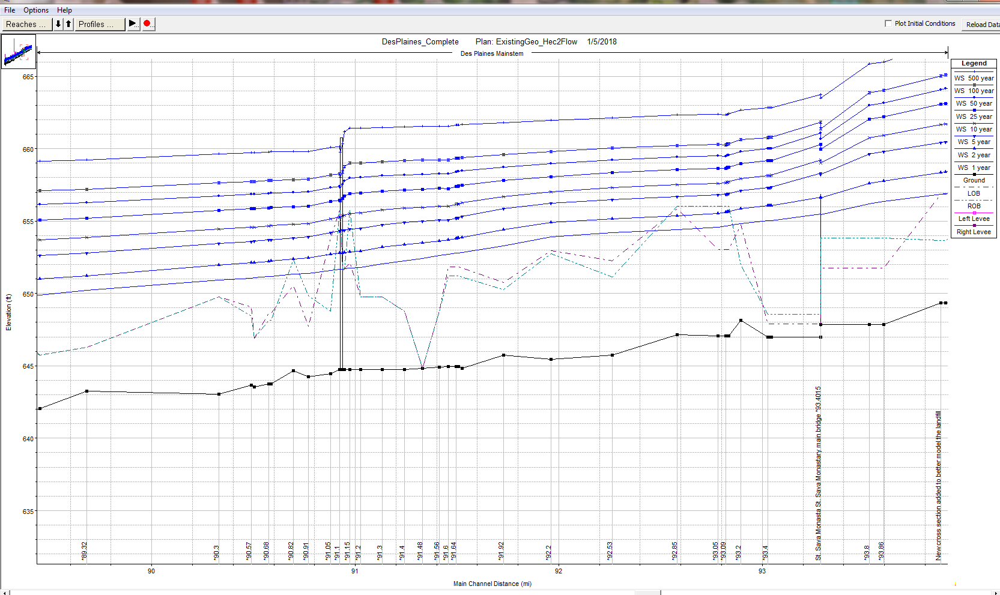 File Options Help
Reaches ... Profiles ... ... ... Plot Initial Conditions Reload Data
DesPlaines_Complete Plan: ExistingGeo_Hec2Flow 1/5/2018
Des Plaines Mainstem
Legend
WS 500 year
WS 100 year
WS 50 year
WS 25 year
WS 10 year
WS 5 year
WS 2 year
WS 1 year
Ground
LOB
ROB
Left Levee
Right Levee
Elevation (ft)
665
660
655
650
645
640
635
*89.32
*90.3
*90.57
*90.68
*90.82
*90.91
*91.05
*91.1
*91.15
*91.2
*91.3
*91.4
*91.48
*91.56
*91.6
*91.64
*91.92
*92.2
*92.53
*92.85
*93.05
*93.09
*93.2
*93.4
St. Sava Monasta St. Sava Monastary main bridge *93.4015
*93.8
*93.86
New cross section added to better model the landfill
90 91 92 93
Main Channel Distance (mi)